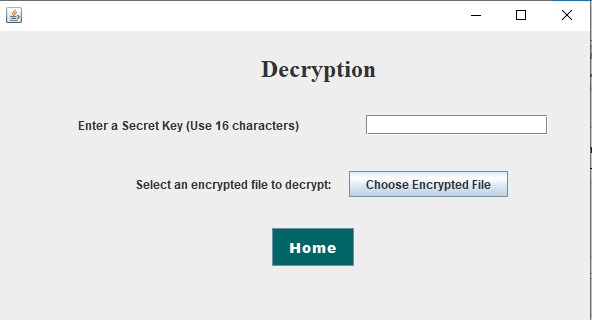 Decryption
Enter a Secret Key (Use 16 characters)
Select an encrypted file to decrypt: Choose Encrypted File
Home